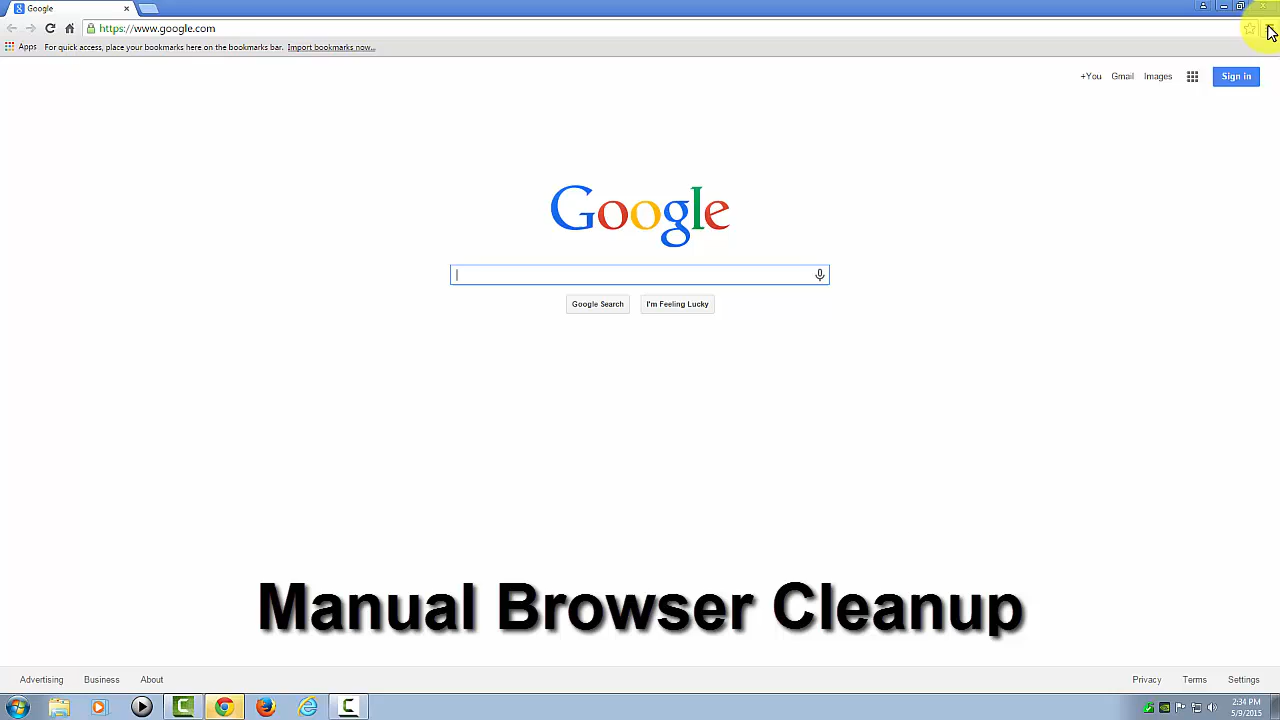 Google
https://www.google.com
Apps For quick access, place your bookmarks here on the bookmarks bar. Import bookmarks now...
+You Gmail Images Sign in
Google
Google Search I'm Feeling Lucky
Manual Browser Cleanup
Advertising Business About Privacy Terms Settings
2:34 PM
5/9/2015